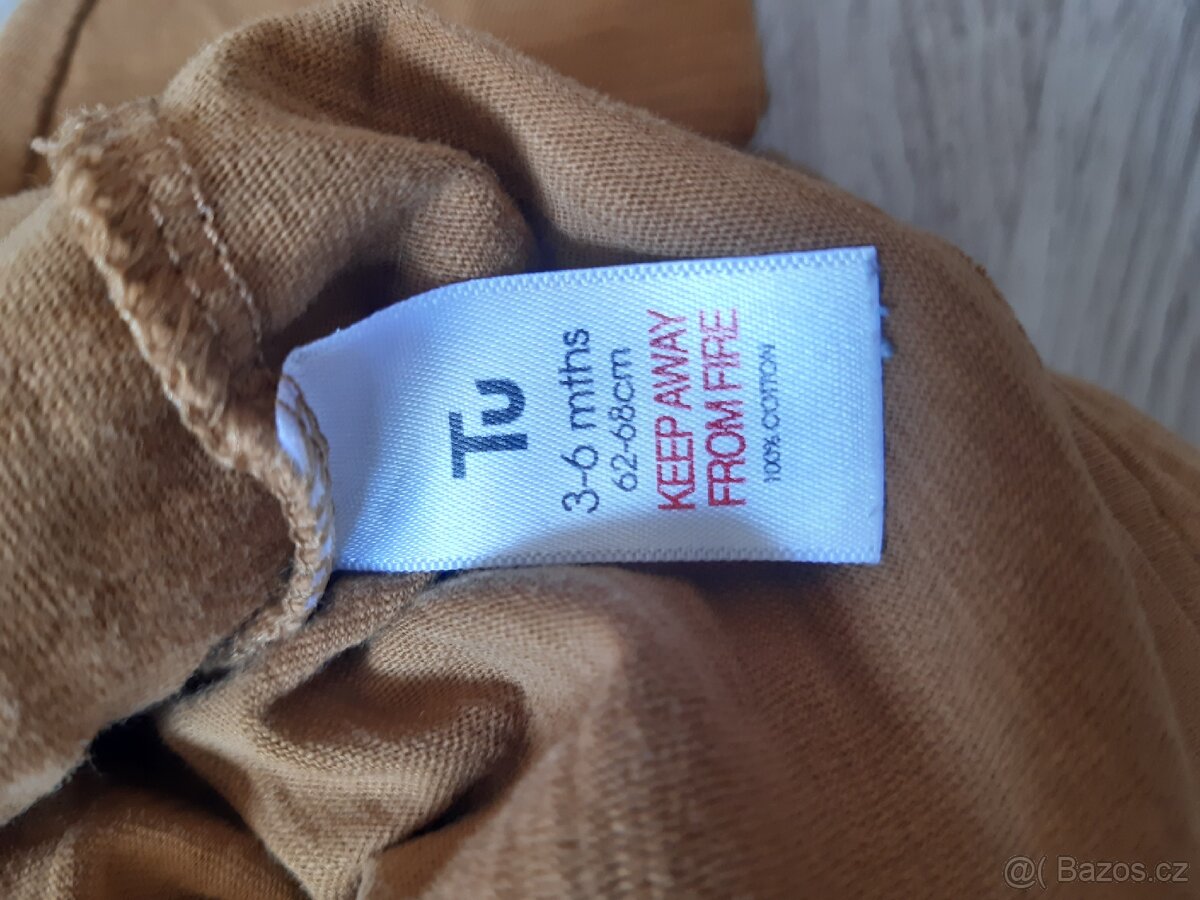 Tu
3-6 mths
62-68cm
KEEP AWAY
FROM FIRE
100% COTTON
@( Bazos.cz